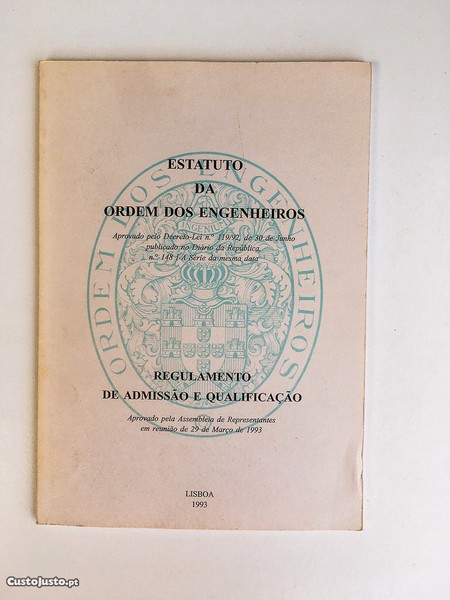 ESTATUTO
DA
ORDEM DOS ENGENHEIROS
Aprovado pelo Decreto-Lei n.º 119/92, de 30 de Junho
publicado no Diário da República,
n.º 148 I-A Série da mesma data
ORDEM DOS ENGENHEIROS
REGULAMENTO
DE ADMISSÃO E QUALIFICAÇÃO
Aprovado pela Assembleia de Representantes
em reunião de 29 de Março de 1993
LISBOA
1993
CustoJusto.pt